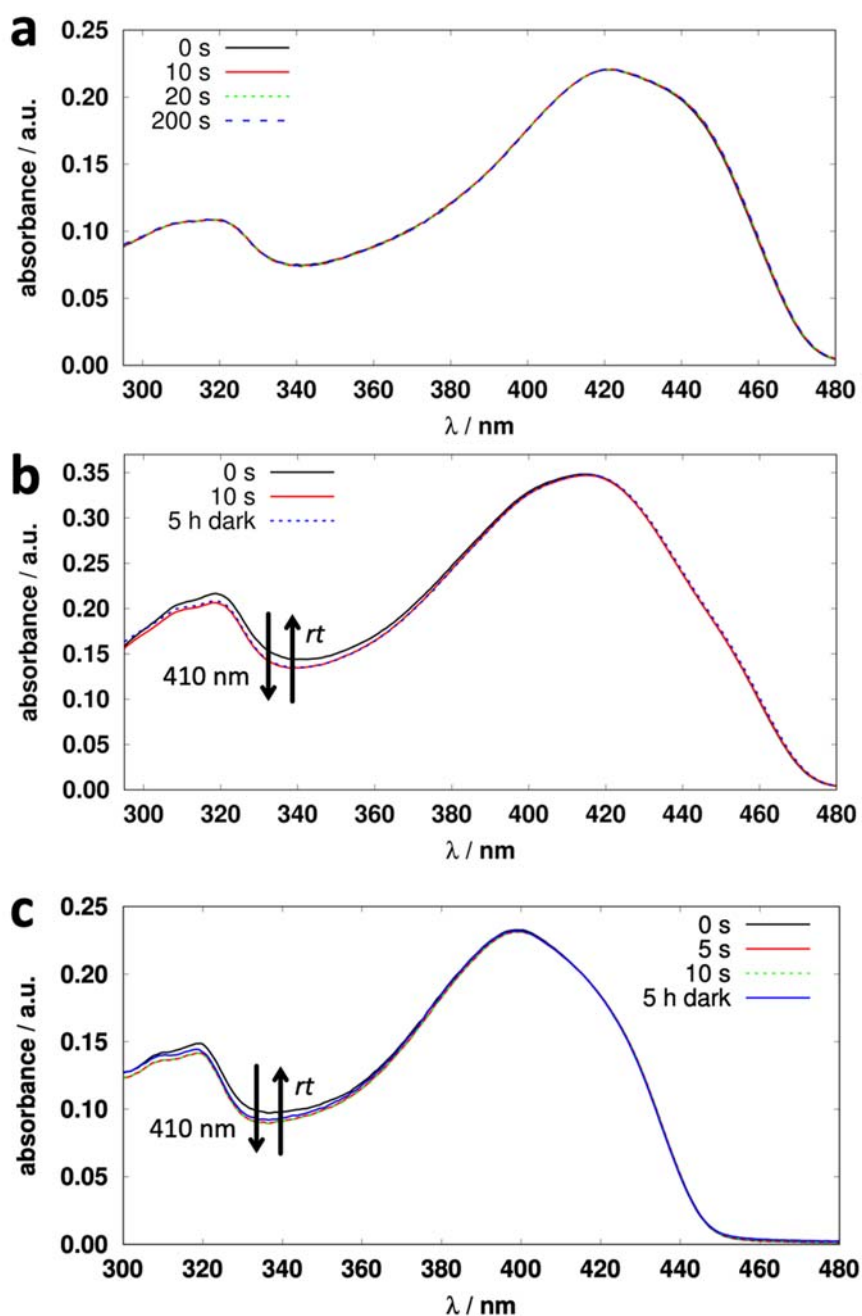 a
0.25
0.20
0.15
0.10
0.05
0.00
absorbance / a.u.
0 s
10 s
20 s
200 s
300 320 340 360 380 400 420 440 460 480
λ / nm
b
0.35
0.30
0.25
0.20
0.15
0.10
0.05
0.00
absorbance / a.u.
0 s
10 s
5 h dark
rt
410 nm
300 320 340 360 380 400 420 440 460 480
λ / nm
c
0.25
0.20
0.15
0.10
0.05
0.00
absorbance / a.u.
0 s
5 s
10 s
5 h dark
rt
410 nm
300 320 340 360 380 400 420 440 460 480
λ / nm